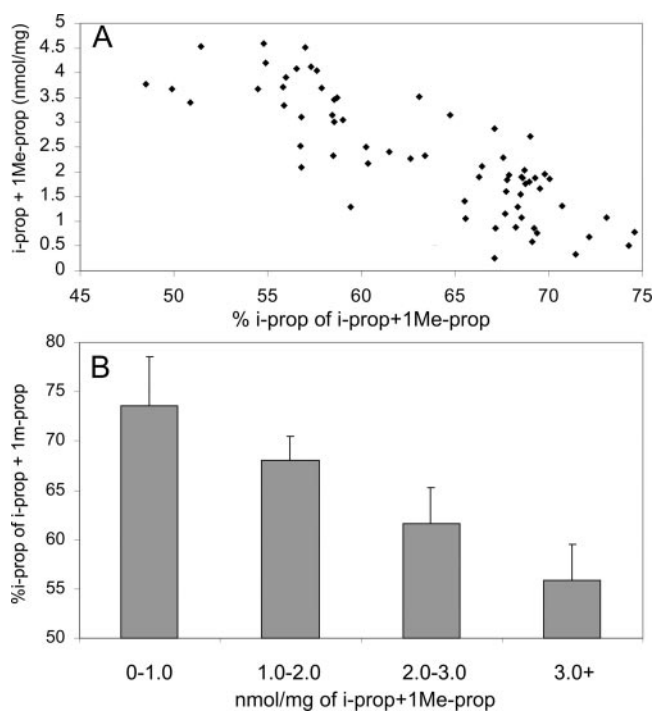 A
i-prop + 1Me-prop (nmol/mg)
5
4.5
4
3.5
3
2.5
2
1.5
1
0.5
0
45 50 55 60 65 70 75
% i-prop of i-prop+1Me-prop
B
%i-prop of i-prop + 1m-prop
80
75
70
65
60
55
50
0-1.0 1.0-2.0 2.0-3.0 3.0+
nmol/mg of i-prop+1Me-prop